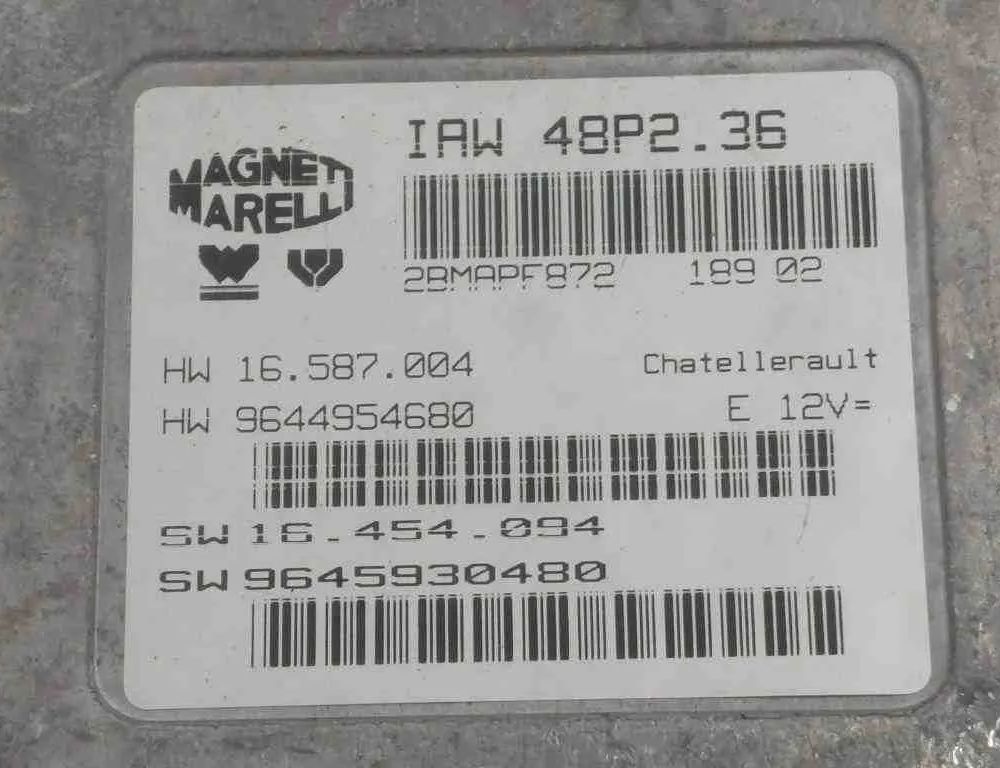 IAW 48P2.36
MAGNETI
MARELLI
2BMAPF872 189 02
HW 16.587.004 Chatellerault
HW 9644954680 E 12V=
SW 16.454.094
SW 9645930480